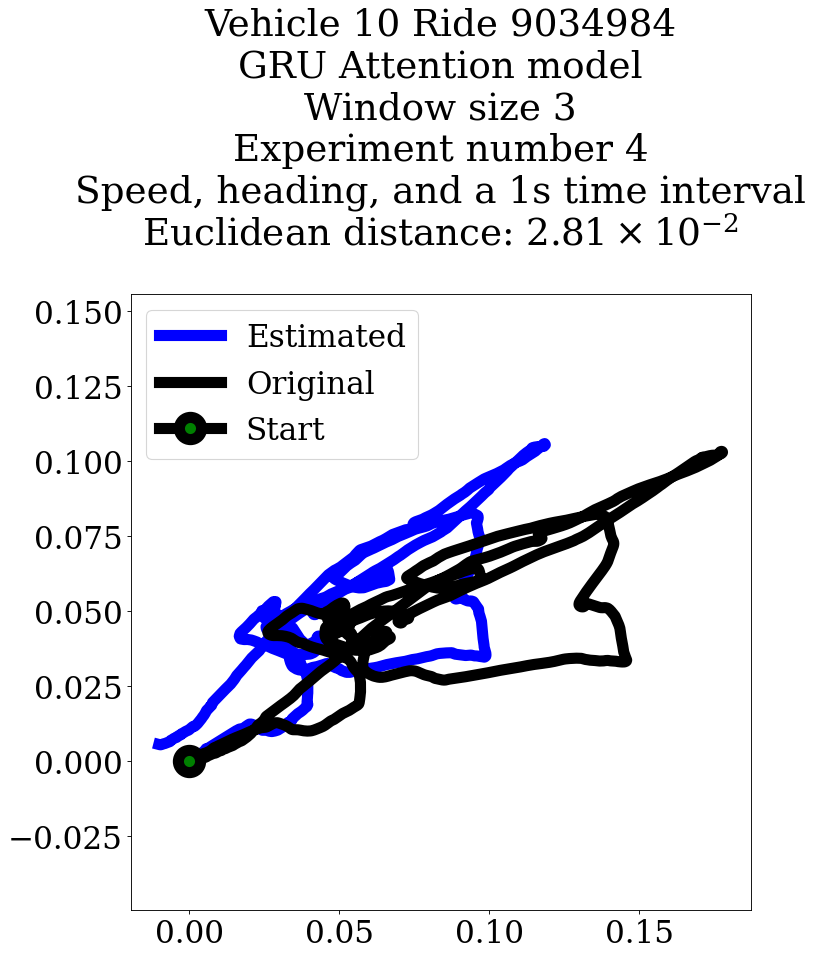 Vehicle 10 Ride 9034984
GRU Attention model
Window size 3
Experiment number 4
Speed, heading, and a 1s time interval
Euclidean distance: 2.81 × 10⁻²
0.150
0.125
0.100
0.075
0.050
0.025
0.000
−0.025
Estimated
Original
Start
0.00 0.05 0.10 0.15